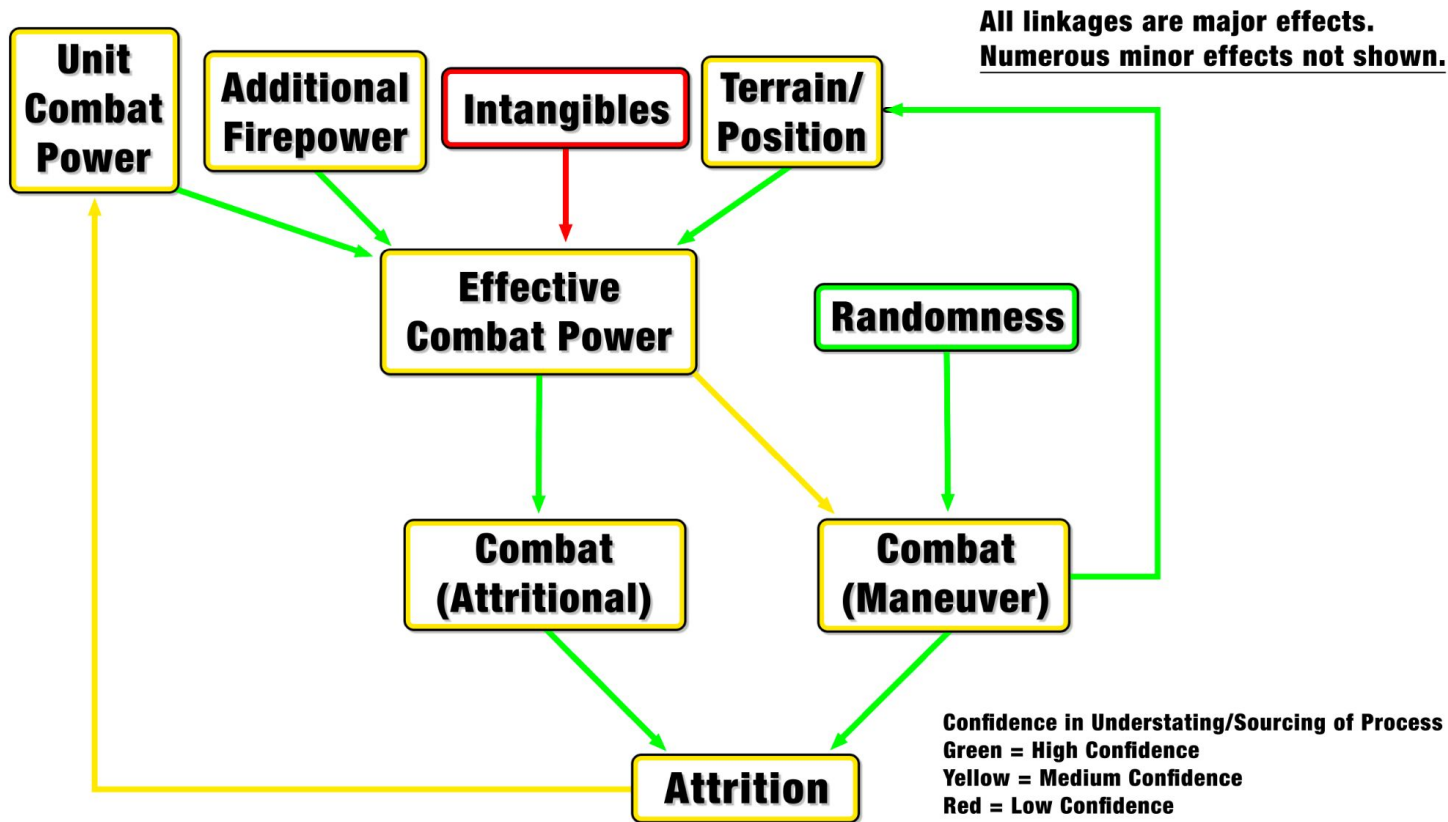 All linkages are major effects.
Numerous minor effects not shown.
Unit
Combat
Power
Additional
Firepower
Intangibles
Terrain/
Position
Effective
Combat Power
Randomness
Combat
(Attritional)
Combat
(Maneuver)
Attrition
Confidence in Understating/Sourcing of Process
Green = High Confidence
Yellow = Medium Confidence
Red = Low Confidence